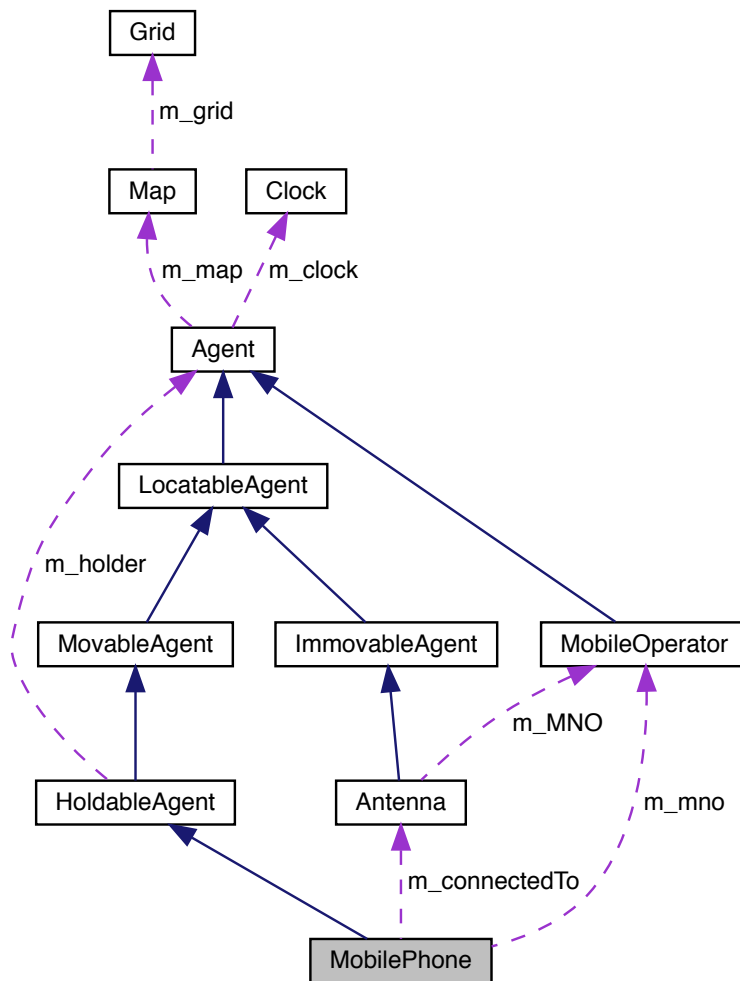 Grid
m_grid
Map
Clock
m_map
m_clock
Agent
LocatableAgent
m_holder
MovableAgent
ImmovableAgent
MobileOperator
m_MNO
HoldableAgent
Antenna
m_mno
m_connectedTo
MobilePhone